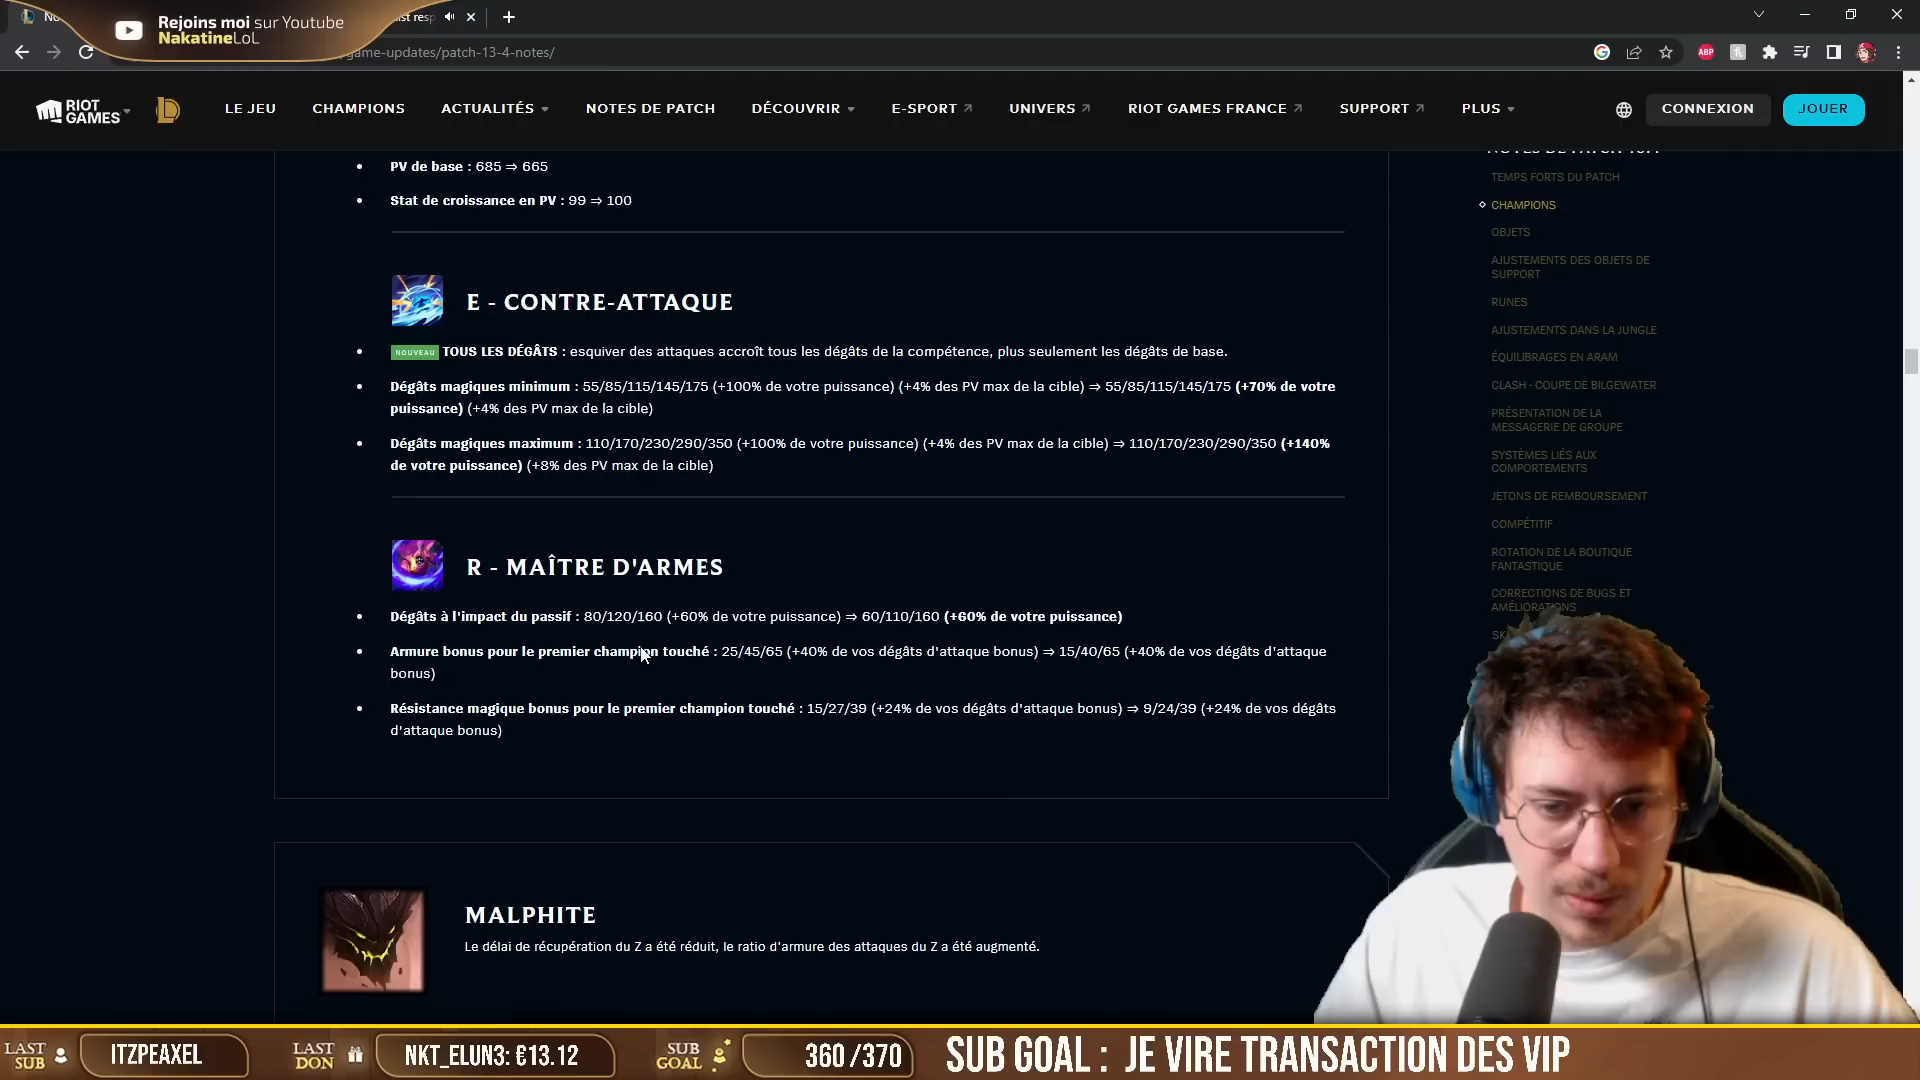 Rejoins moi sur Youtube
NakatineLoL
game-updates/patch-13-4-notes/
ABP
RIOT GAMES
LE JEU
CHAMPIONS
ACTUALITÉS
NOTES DE PATCH
DÉCOUVRIR
E-SPORT
UNIVERS
RIOT GAMES FRANCE
SUPPORT
PLUS
CONNEXION
JOUER
PV de base : 685 ⇒ 665
Stat de croissance en PV : 99 ⇒ 100
E - CONTRE-ATTAQUE
NOUVEAU TOUS LES DÉGÂTS : esquiver des attaques accroît tous les dégâts de la compétence, plus seulement les dégâts de base.
Dégâts magiques minimum : 55/85/115/145/175 (+100% de votre puissance) (+4% des PV max de la cible) ⇒ 55/85/115/145/175 (+70% de votre
puissance) (+4% des PV max de la cible)
Dégâts magiques maximum : 110/170/230/290/350 (+100% de votre puissance) (+4% des PV max de la cible) ⇒ 110/170/230/290/350 (+140%
de votre puissance) (+8% des PV max de la cible)
R - MAÎTRE D'ARMES
Dégâts à l'impact du passif : 80/120/160 (+60% de votre puissance) ⇒ 60/110/160 (+60% de votre puissance)
Armure bonus pour le premier champion touché : 25/45/65 (+40% de vos dégâts d'attaque bonus) ⇒ 15/40/65 (+40% de vos dégâts d'attaque
bonus)
Résistance magique bonus pour le premier champion touché : 15/27/39 (+24% de vos dégâts d'attaque bonus) ⇒ 9/24/39 (+24% de vos dégâts
d'attaque bonus)
MALPHITE
Le délai de récupération du Z a été réduit, le ratio d'armure des attaques du Z a été augmenté.
TEMPS FORTS DU PATCH
CHAMPIONS
OBJETS
AJUSTEMENTS DES OBJETS DE
SUPPORT
RUNES
AJUSTEMENTS DANS LA JUNGLE
ÉQUILIBRAGES EN ARAM
CLASH - COUPE DE BILGEWATER
PRÉSENTATION DE LA
MESSAGERIE DE GROUPE
SYSTÈMES LIÉS AUX
COMPORTEMENTS
JETONS DE REMBOURSEMENT
COMPÉTITIF
ROTATION DE LA BOUTIQUE
FANTASTIQUE
CORRECTIONS DE BUGS ET
AMÉLIORATIONS
LAST SUB
ITZPEAXEL
LAST DON
NKT_ELUN3: €13.12
SUB GOAL
360 /370
SUB GOAL : JE VIRE TRANSACTION DES VIP